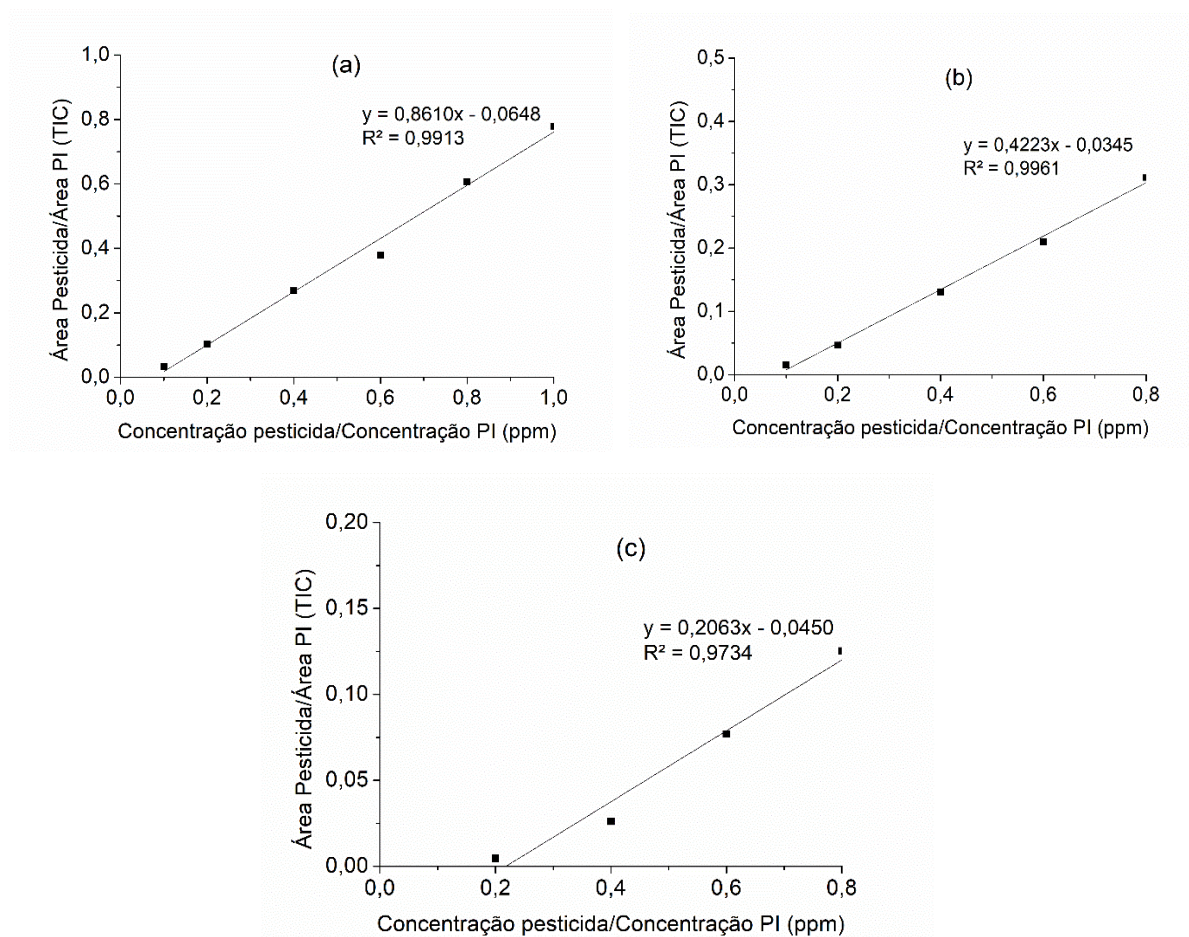 (a)
y = 0,8610x - 0,0648
R² = 0,9913
Área Pesticida/Área PI (TIC)
1,0
0,8
0,6
0,4
0,2
0,0
0,0 0,2 0,4 0,6 0,8 1,0
Concentração pesticida/Concentração PI (ppm)
(b)
y = 0,4223x - 0,0345
R² = 0,9961
Área Pesticida/Área PI (TIC)
0,5
0,4
0,3
0,2
0,1
0,0
0,0 0,2 0,4 0,6 0,8
Concentração pesticida/Concentração PI (ppm)
(c)
y = 0,2063x - 0,0450
R² = 0,9734
Área Pesticida/Área PI (TIC)
0,20
0,15
0,10
0,05
0,00
0,0 0,2 0,4 0,6 0,8
Concentração pesticida/Concentração PI (ppm)